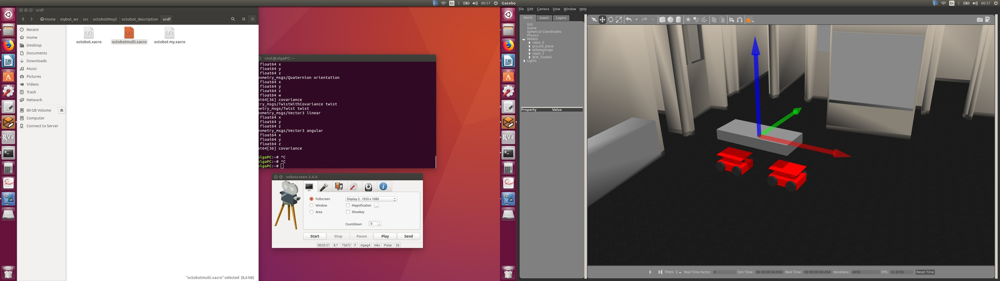 En
00:57
urdf
Home
mybot_ws
src
octobotMoy2
octobot_description
urdf
Recent
Home
Desktop
Documents
Downloads
Music
Pictures
Videos
Trash
Network
80 GB Volume
Computer
Connect to Server
octobot.xacro
octobotmulti.xacro
octobot my.xacro
"octobotmulti.xacro" selected (8,6 kB)
RViz
root@olgaPC: ~
float64 x
float64 y
float64 z
eometry_msgs/Quaternion orientation
float64 x
float64 y
float64 z
float64 w
at64[36] covariance
try_msgs/TwistWithCovariance twist
metry_msgs/Twist twist
eometry_msgs/Vector3 linear
float64 x
float64 y
float64 z
eometry_msgs/Vector3 angular
float64 x
float64 y
float64 z
at64[36] covariance
olgaPC:~# ^C
olgaPC:~# ^C
olgaPC:~#
vokoscreen 2.4.0
Fullscreen
Display 2: 1920 x 1080
Window
Magnification
...
Area
Showkey
Countdown
0
Start
Stop
Pause
Play
Send
00:03:21
8.7
75672
F
mpeg4
mkv
Pulse
26
Gazebo
En
00:57
RViz
File
Edit
Camera
View
Window
Help
World
Insert
Layers
GUI
Scene
Spherical Coordinates
Physics
Models
robot_0
ground_plane
willowgarage
robot_1
BOX_model1
Lights
Property
Value
Steps: 1
Real Time Factor: 0
Sim Time: 00 00:00:04.650
Real Time: 00 00:00:40.454
Iterations: 4650
FPS: 11.8336
Reset Time